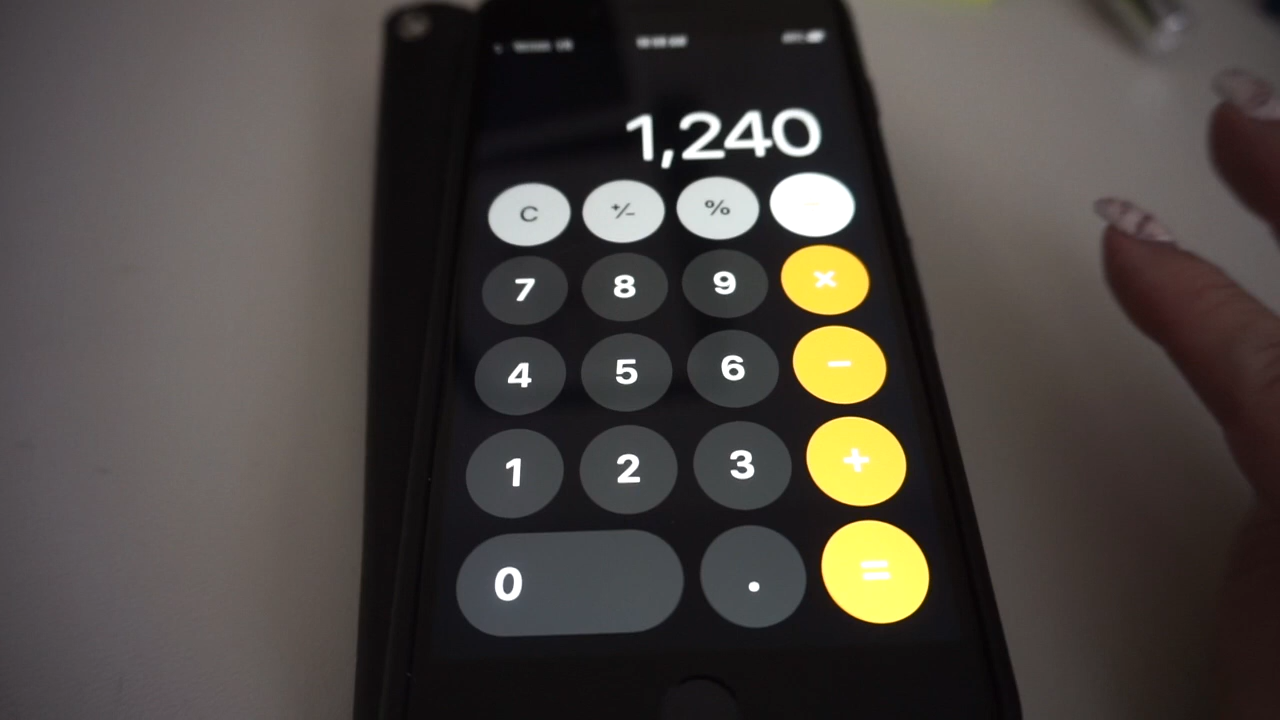 1,240
C +/- %
7 8 9 ×
4 5 6 −
1 2 3 +
0 . =